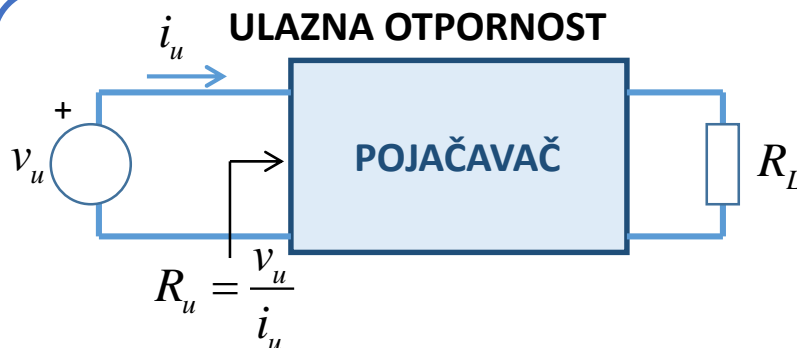 ULAZNA OTPORNOST
i_u
+
v_u
POJAČAVAČ
R_L
R_u = v_u / i_u